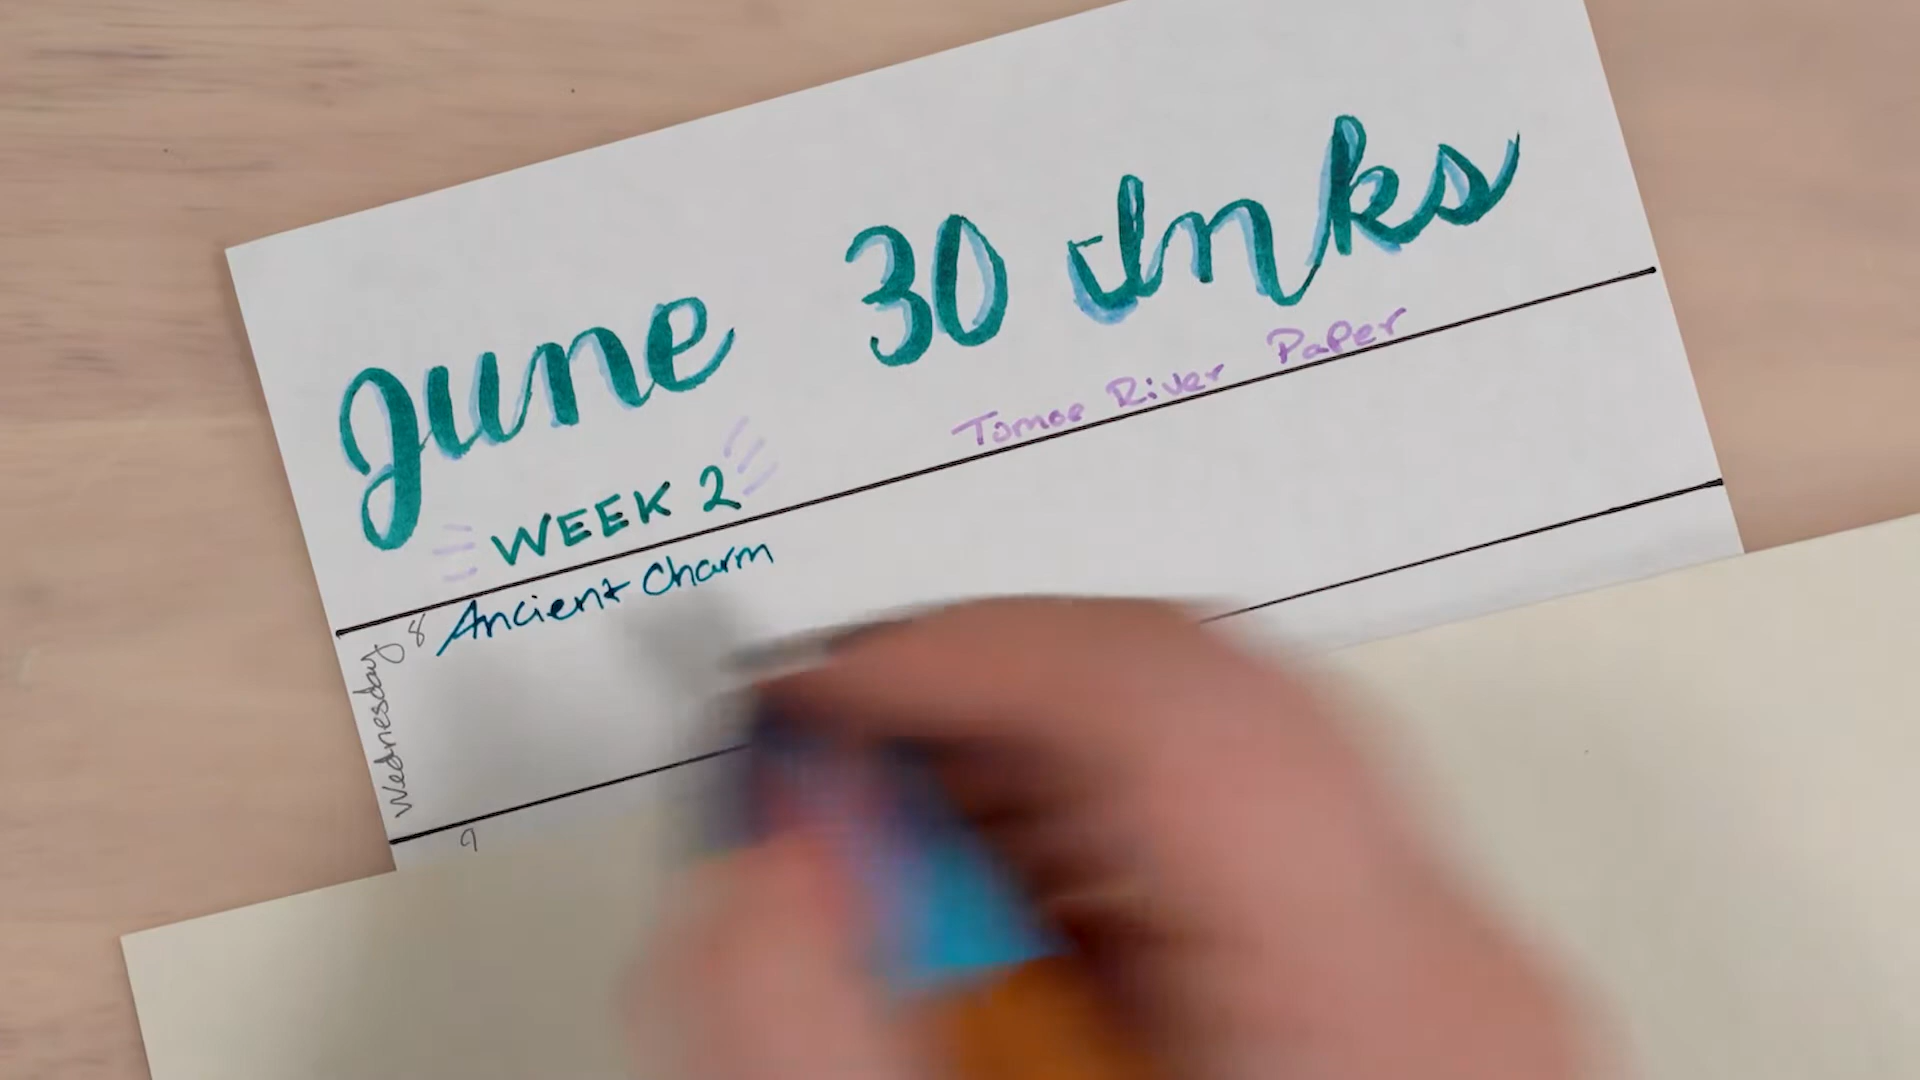 June 30 Inks
WEEK 2
Tomoe River Paper
8 Ancient Charm
Wednesday
9